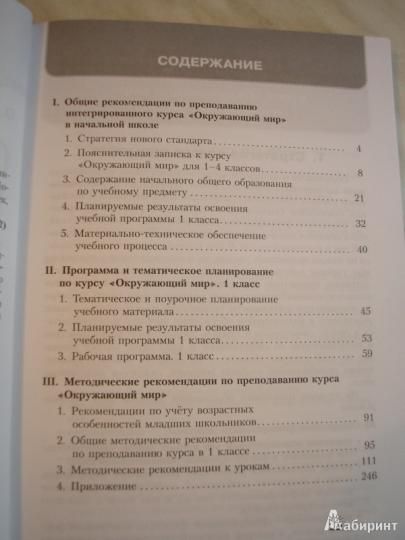 СОДЕРЖАНИЕ
I. Общие рекомендации по преподаванию
интегрированного курса «Окружающий мир»
в начальной школе
1. Стратегия нового стандарта 4
2. Пояснительная записка к курсу
«Окружающий мир» для 1–4 классов 8
3. Содержание начального общего образования
по учебному предмету 21
4. Планируемые результаты освоения
учебной программы 1 класса 32
5. Материально-техническое обеспечение
учебного процесса 40
II. Программа и тематическое планирование
по курсу «Окружающий мир». 1 класс
1. Тематическое и поурочное планирование
учебного материала 45
2. Планируемые результаты освоения
учебной программы 1 класса 53
3. Рабочая программа. 1 класс 59
III. Методические рекомендации по преподаванию курса
«Окружающий мир»
1. Рекомендации по учёту возрастных
особенностей младших школьников 91
2. Общие методические рекомендации
по преподаванию курса в 1 классе 95
3. Методические рекомендации к урокам 111
4. Приложение 246
Лабиринт